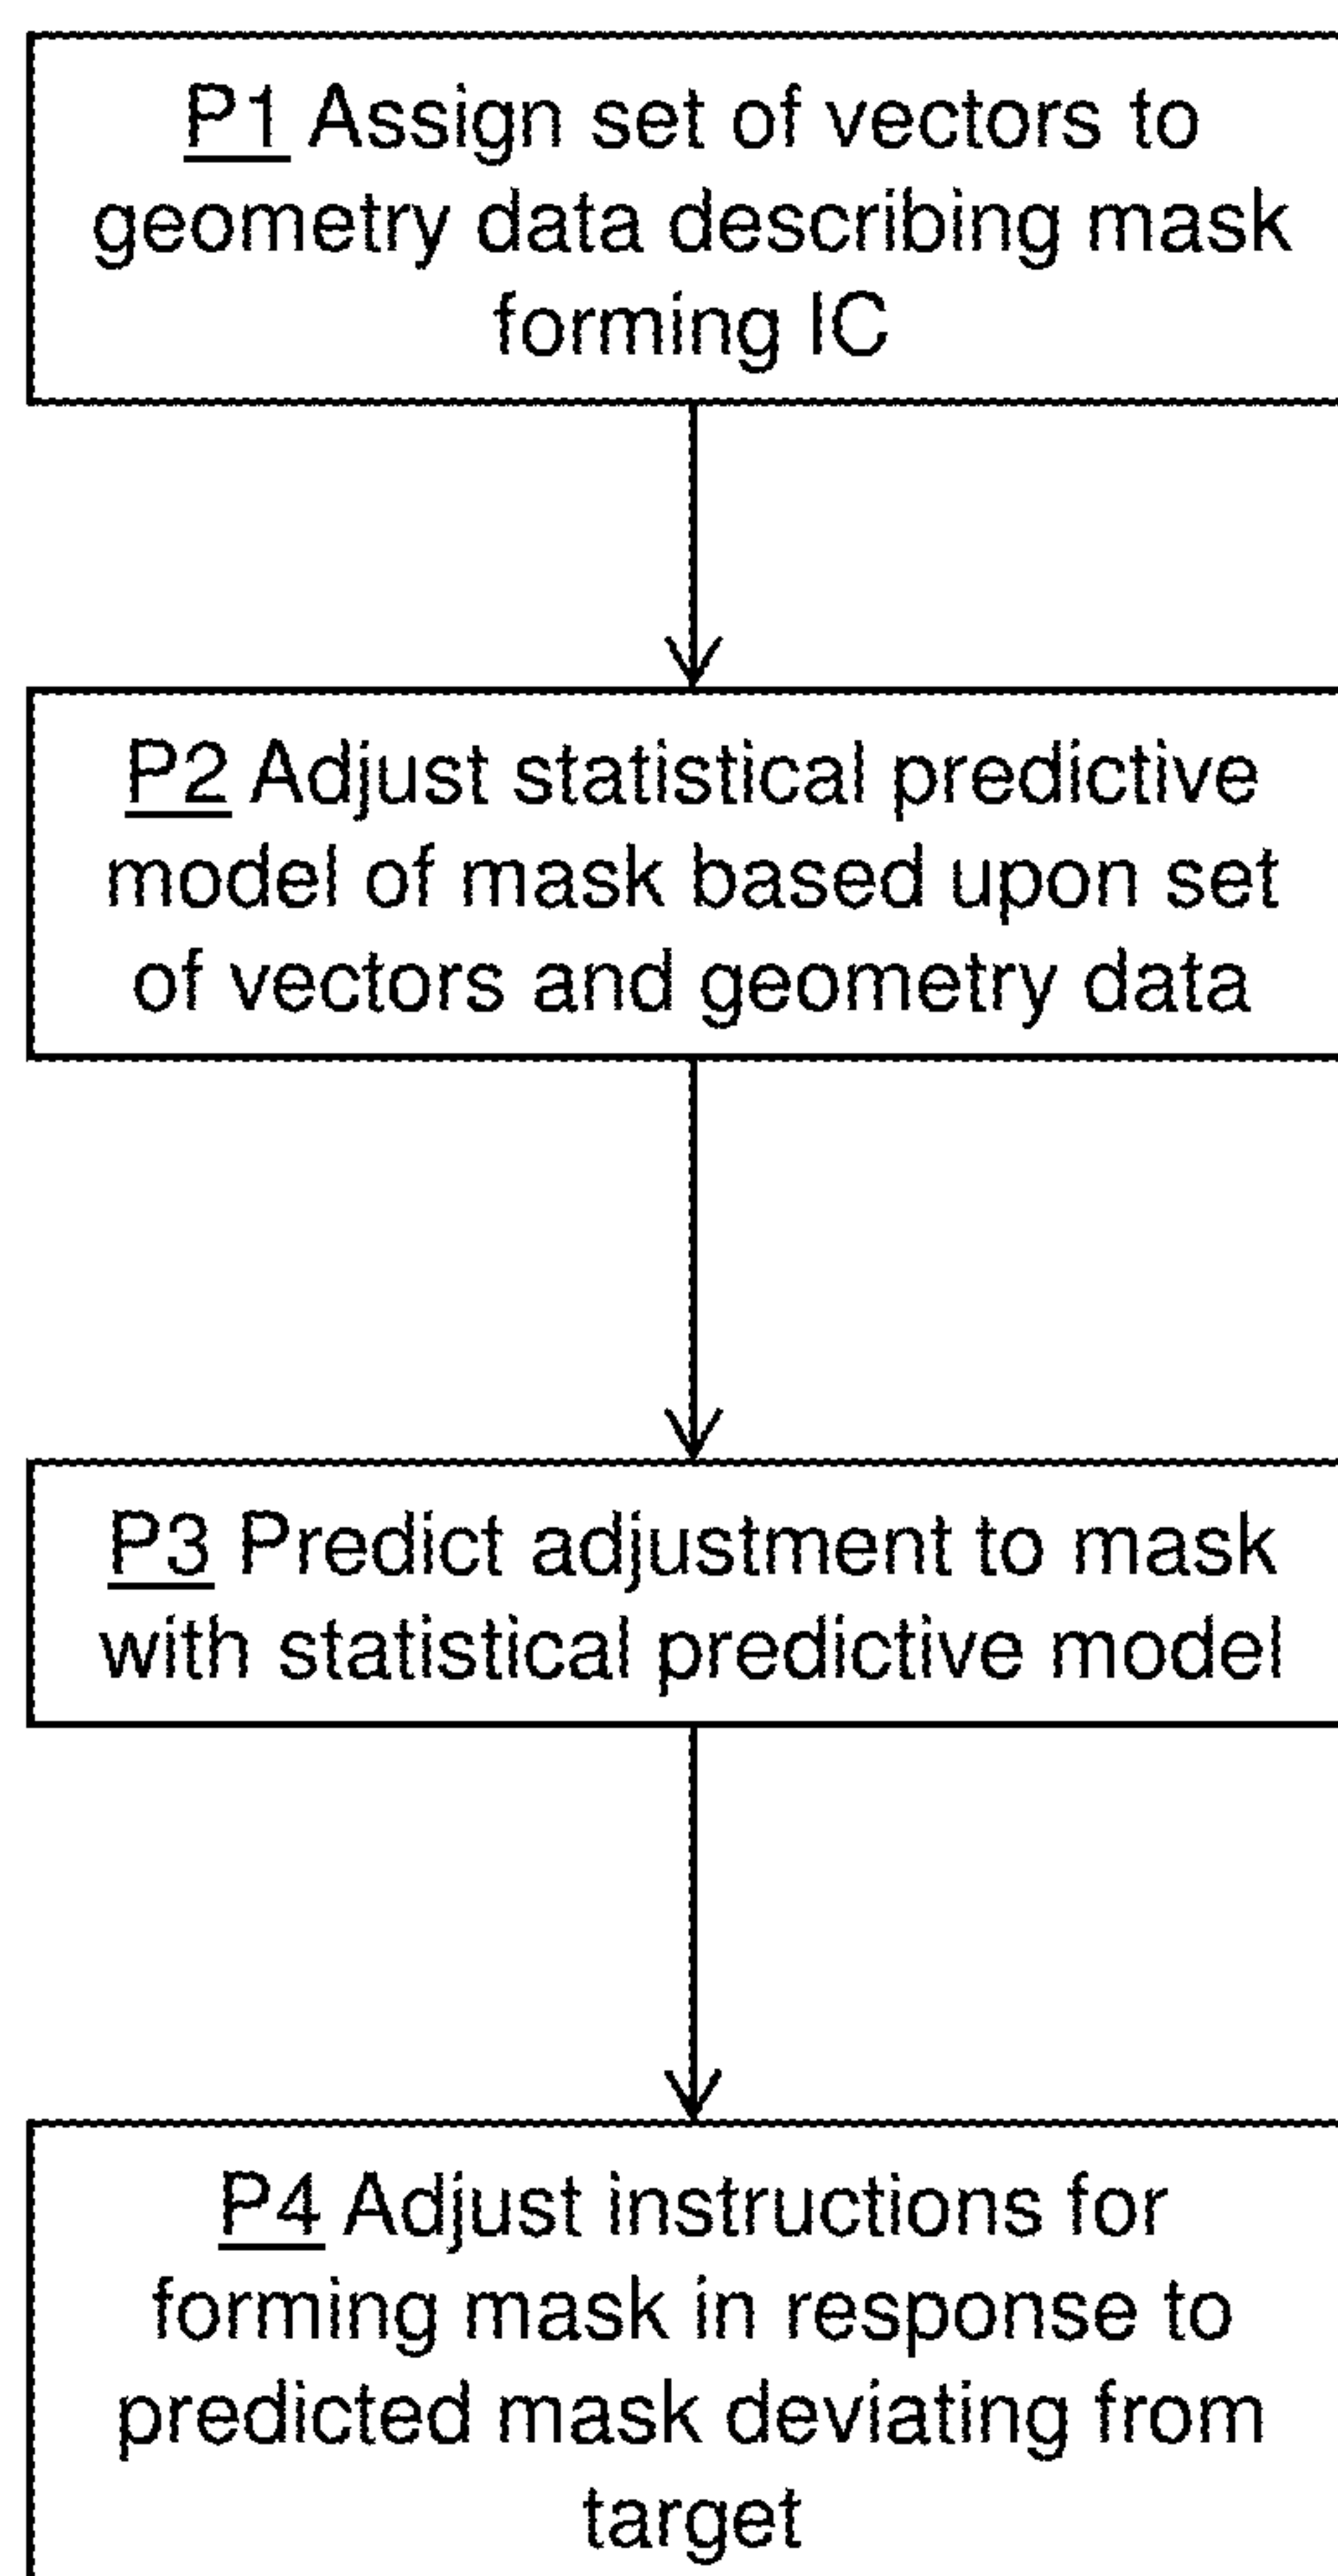 P1 Assign set of vectors to
geometry data describing mask
forming IC
P2 Adjust statistical predictive
model of mask based upon set
of vectors and geometry data
P3 Predict adjustment to mask
with statistical predictive model
P4 Adjust instructions for
forming mask in response to
predicted mask deviating from
target